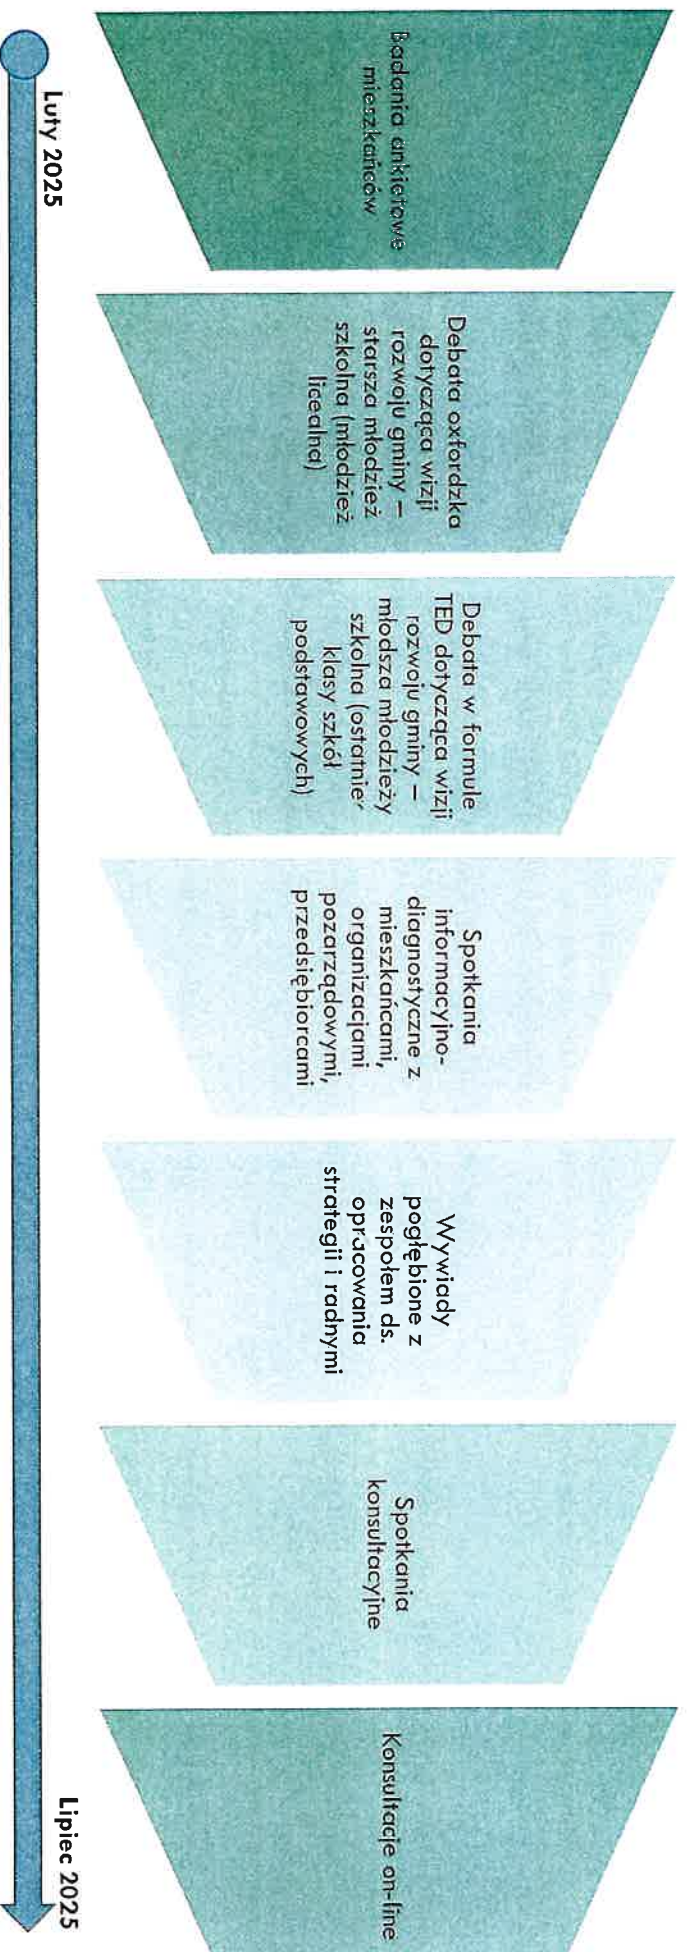 Badania ankietowe
mieszkańców
Debata oxfordzka
dotycząca wizji
rozwoju gminy –
starsza młodzież
szkolna (młodzież
licealna)
Debata w formule
TED dotycząca wizji
rozwoju gminy –
młodsza młodzieży
szkolna (ostatnie
klasy szkół
podstawowych)
Spotkania
informacyjno-
diagnostyczne z
mieszkańcami,
organizacjami
pozarządowymi,
przedsiębiorcami
Wywiady
pogłębione z
zespołem ds.
opracowania
strategii i radnymi
Spotkania
konsultacyjne
Konsultacje on-line
Luty 2025
Lipiec 2025